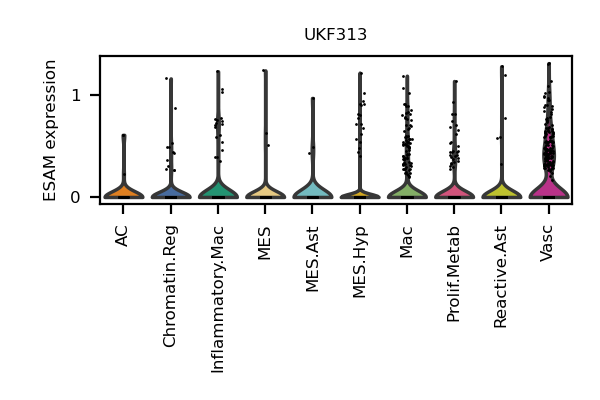 UKF313
ESAM expression
1
0
AC
Chromatin.Reg
Inflammatory.Mac
MES
MES.Ast
MES.Hyp
Mac
Prolif.Metab
Reactive.Ast
Vasc